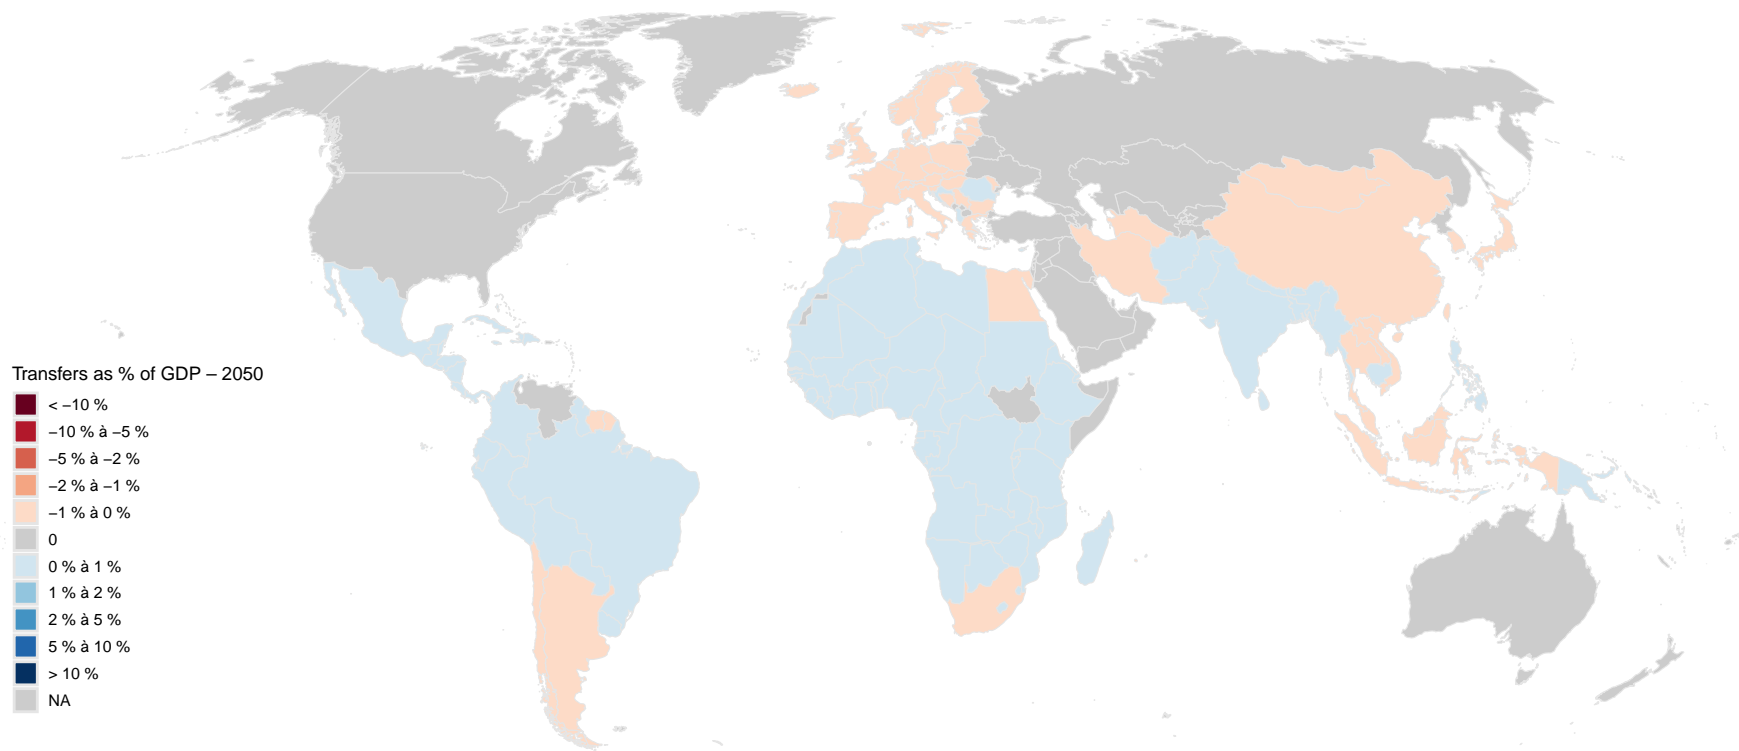 Transfers as % of GDP – 2050
< –10 %
–10 % à –5 %
–5 % à –2 %
–2 % à –1 %
–1 % à 0 %
0
0 % à 1 %
1 % à 2 %
2 % à 5 %
5 % à 10 %
> 10 %
NA